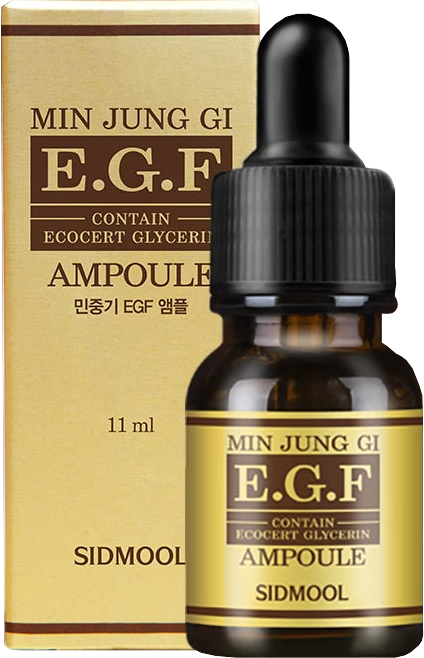 MIN JUNG GI
E.G.F
CONTAIN
ECOCERT GLYCERIN
AMPOULE
민중기 EGF 앰플
11 ml
SIDMOOL
MIN JUNG GI
E.G.F
CONTAIN
ECOCERT GLYCERIN
AMPOULE
SIDMOOL